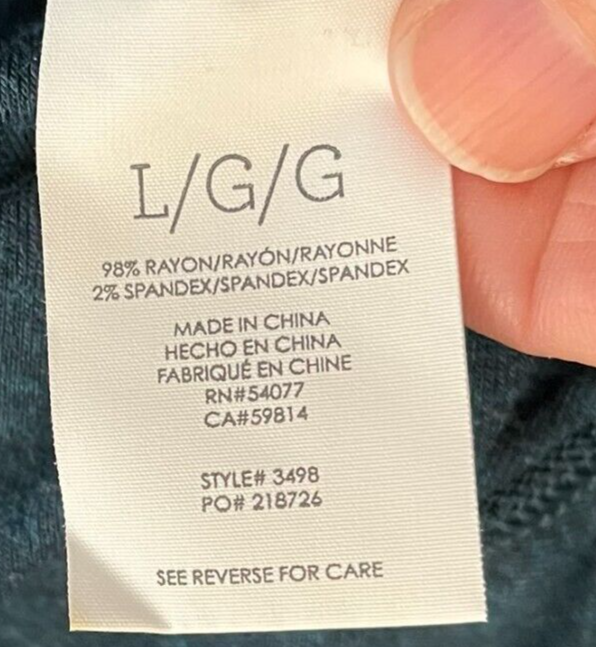 L/G/G
98% RAYON/RAYÓN/RAYONNE
2% SPANDEX/SPANDEX/SPANDEX
MADE IN CHINA
HECHO EN CHINA
FABRIQUÉ EN CHINE
RN#54077
CA#59814
STYLE# 3498
PO# 218726
SEE REVERSE FOR CARE